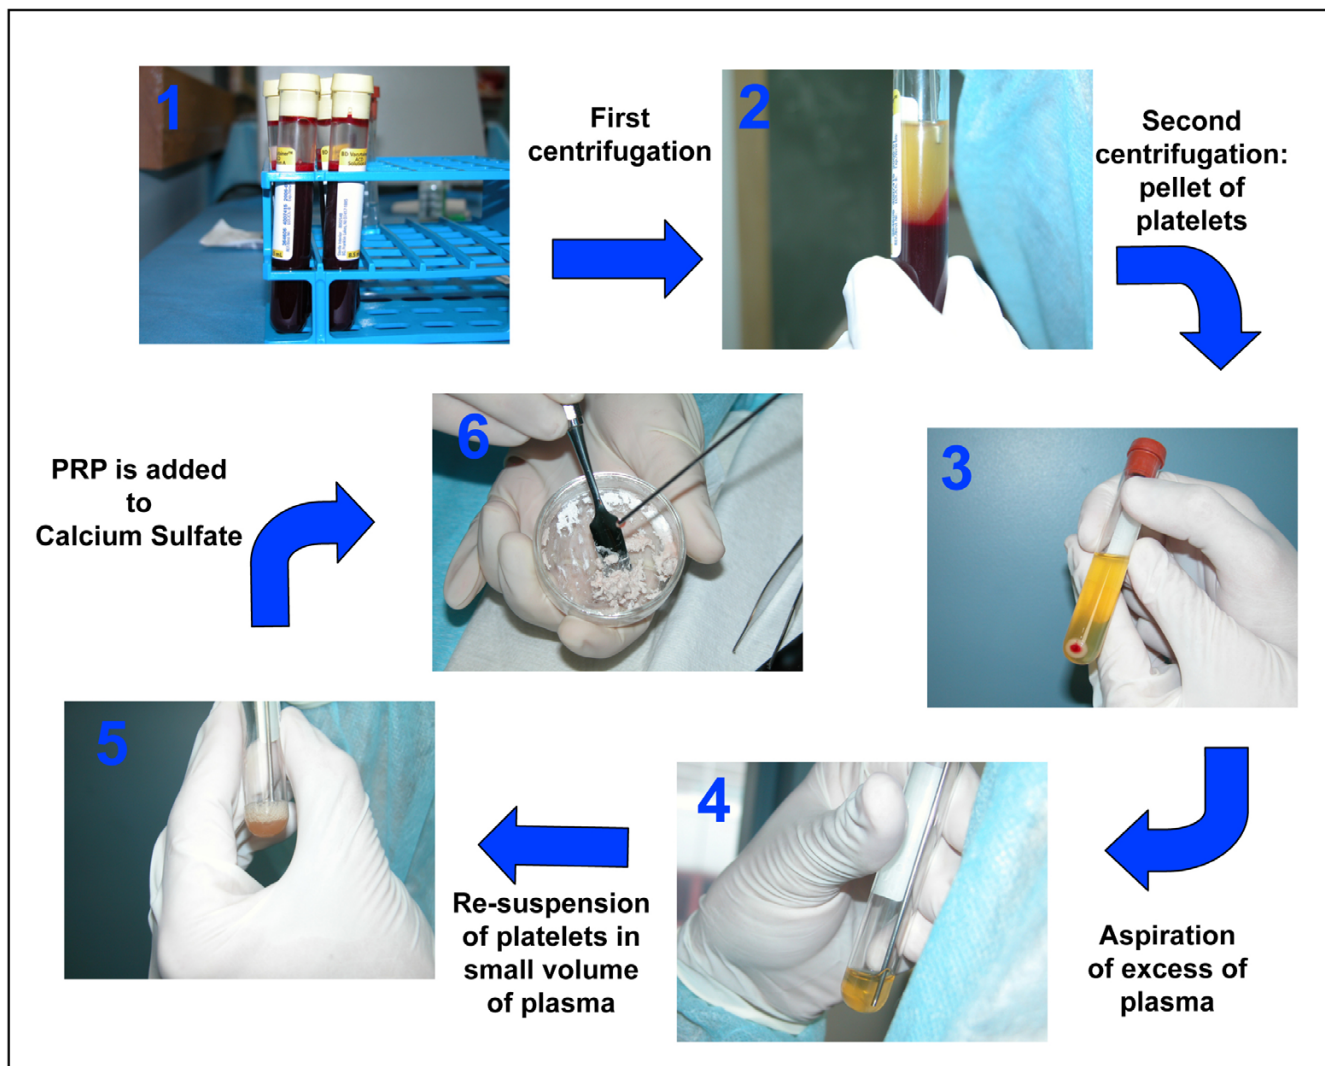 1
First
centrifugation
2
Second
centrifugation:
pellet of
platelets
3
Aspiration
of excess of
plasma
4
Re-suspension
of platelets in
small volume
of plasma
5
PRP is added
to
Calcium Sulfate
6